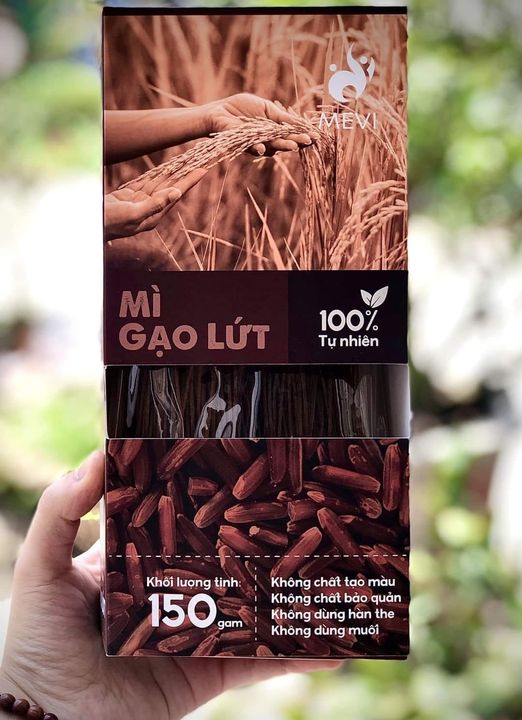 MEVI
MÌ
GẠO LỨT
100%
Tự nhiên
Khối lượng tịnh:
150 gam
Không chất tạo màu
Không chất bảo quản
Không dùng hàn the
Không dùng muối